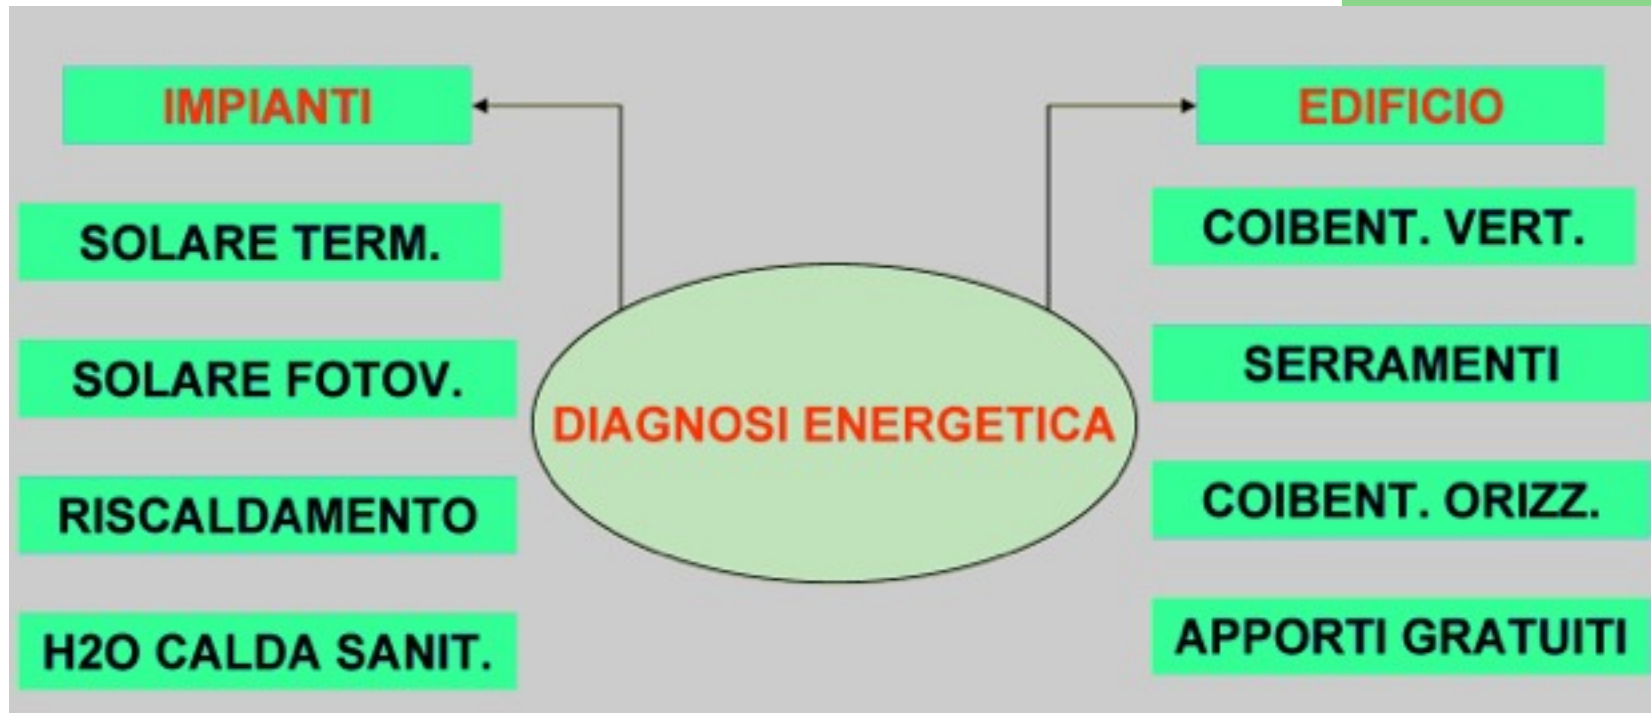 IMPIANTI
SOLARE TERM.
SOLARE FOTOV.
RISCALDAMENTO
H2O CALDA SANIT.
DIAGNOSI ENERGETICA
EDIFICIO
COIBENT. VERT.
SERRAMENTI
COIBENT. ORIZZ.
APPORTI GRATUITI